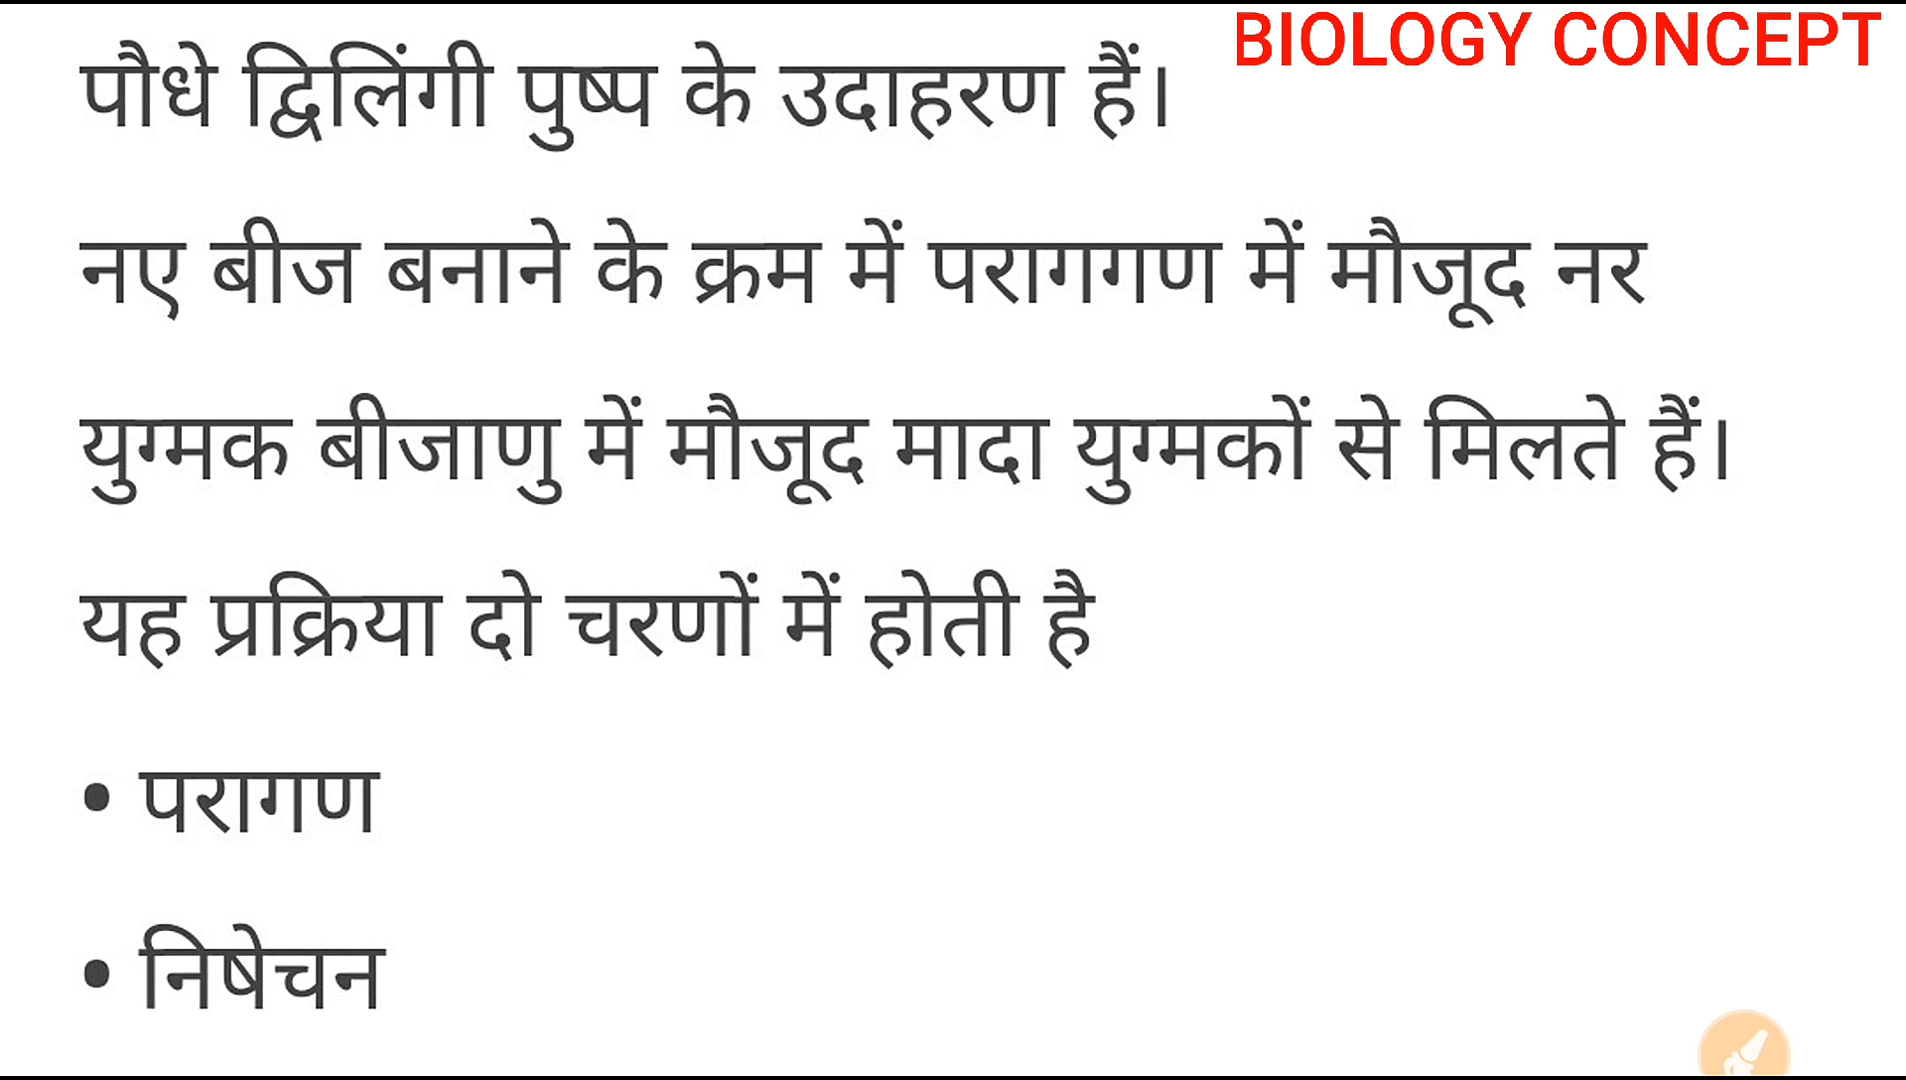 BIOLOGY CONCEPT
पौधे द्विलिंगी पुष्प के उदाहरण हैं।
नए बीज बनाने के क्रम में परागगण में मौजूद नर
युग्मक बीजाणु में मौजूद मादा युग्मकों से मिलते हैं।
यह प्रक्रिया दो चरणों में होती है
• परागण
• निषेचन